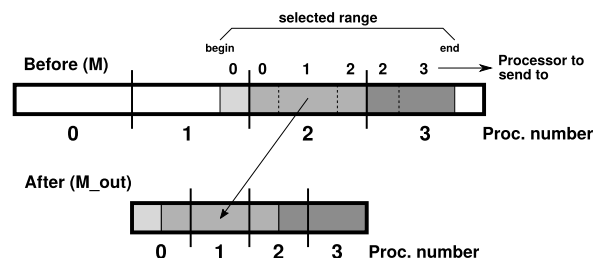 selected range
begin end
Before (M) 0 0 1 2 2 3 Processor to
send to
0 1 2 3 Proc. number
After (M_out)
0 1 2 3 Proc. number